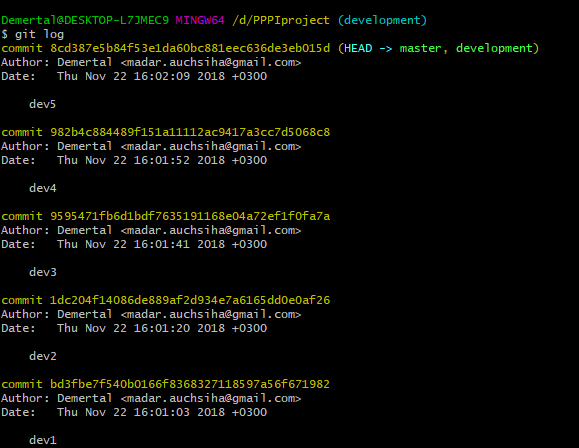 Demertal@DESKTOP-L7JMEC9 MINGW64 /d/PPPIproject (development)
$ git log
commit 8cd387e5b84f53e1da60bc881eec636de3eb015d (HEAD -> master, development)
Author: Demertal <madar.auchsiha@gmail.com>
Date:   Thu Nov 22 16:02:09 2018 +0300
    dev5
commit 982b4c884489f151a11112ac9417a3cc7d5068c8
Author: Demertal <madar.auchsiha@gmail.com>
Date:   Thu Nov 22 16:01:52 2018 +0300
    dev4
commit 9595471fb6d1bdf7635191168e04a72ef1f0fa7a
Author: Demertal <madar.auchsiha@gmail.com>
Date:   Thu Nov 22 16:01:41 2018 +0300
    dev3
commit 1dc204f14086de889af2d934e7a6165dd0e0af26
Author: Demertal <madar.auchsiha@gmail.com>
Date:   Thu Nov 22 16:01:20 2018 +0300
    dev2
commit bd3fbe7f540b0166f8368327118597a56f671982
Author: Demertal <madar.auchsiha@gmail.com>
Date:   Thu Nov 22 16:01:03 2018 +0300
    dev1